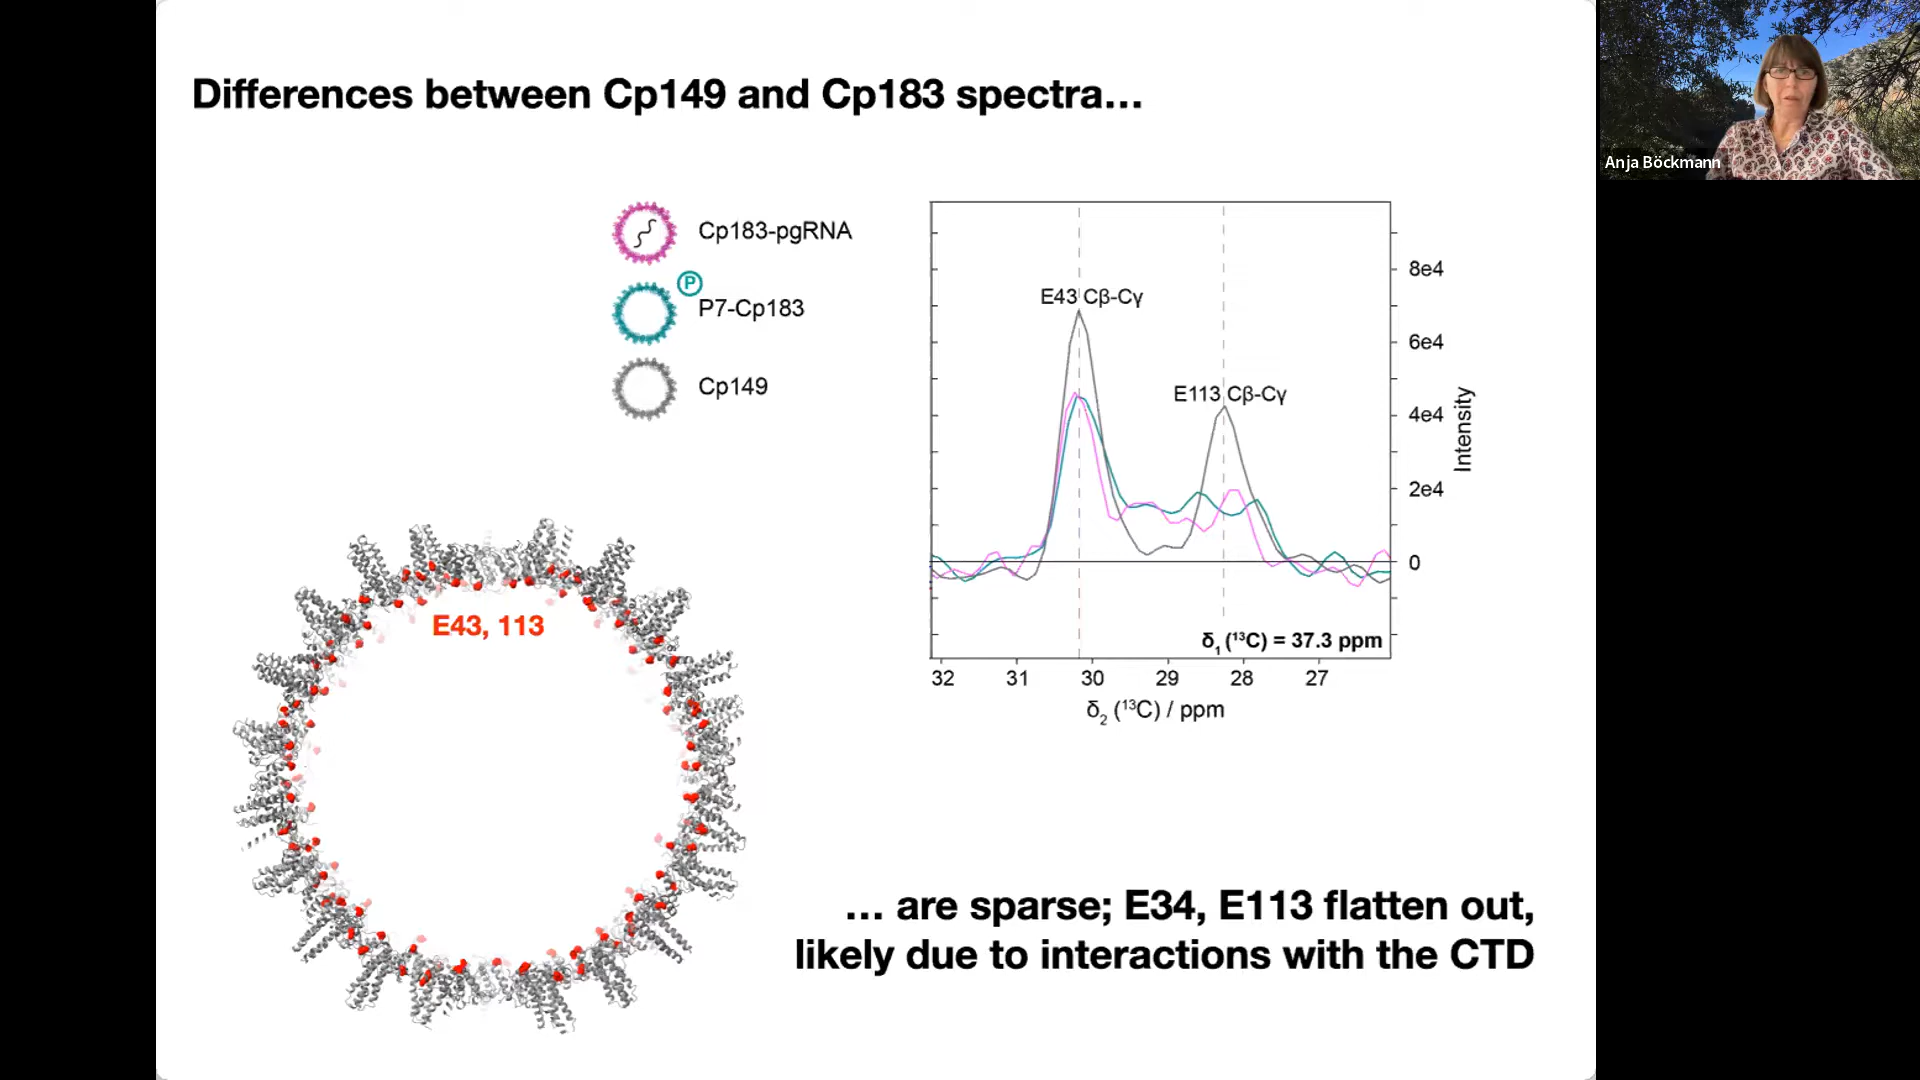 Differences between Cp149 and Cp183 spectra...
Anja Böckmann
Cp183-pgRNA
P
P7-Cp183
Cp149
E43 Cβ-Cγ
E113 Cβ-Cγ
8e4
6e4
4e4
2e4
0
Intensity
δ₁ (¹³C) = 37.3 ppm
32 31 30 29 28 27
δ₂ (¹³C) / ppm
E43, 113
... are sparse; E34, E113 flatten out,
likely due to interactions with the CTD